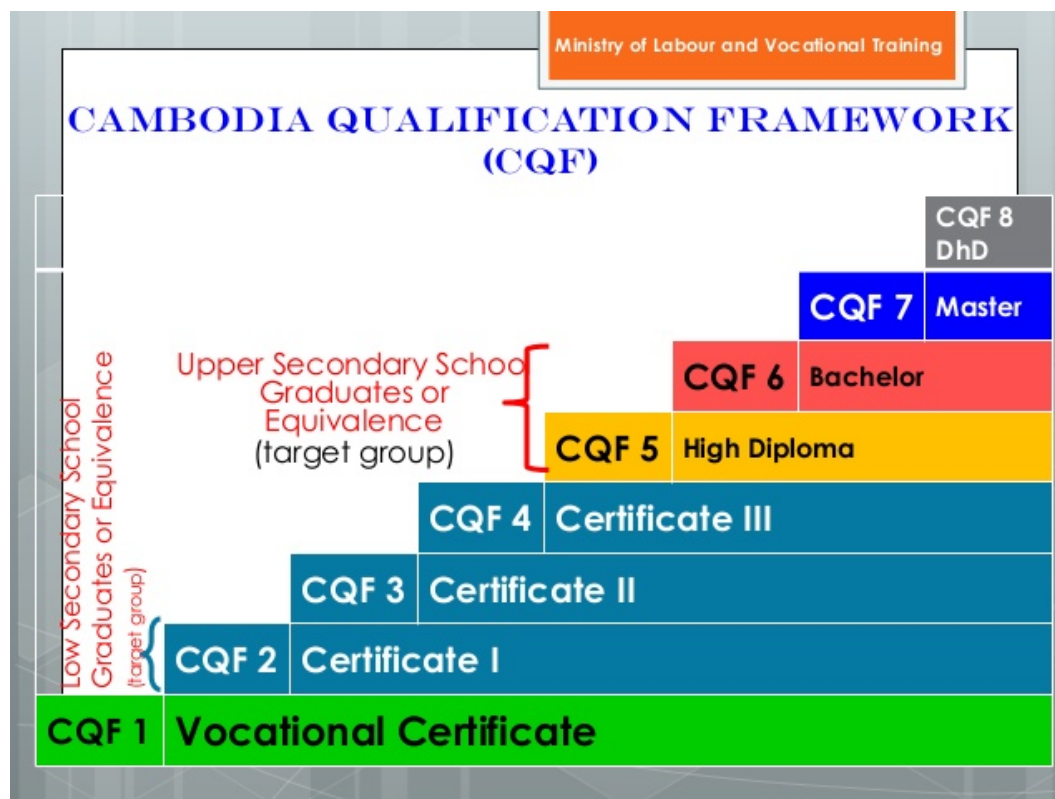 Ministry of Labour and Vocational Training
CAMBODIA QUALIFICATION FRAMEWORK
(CQF)
CQF 8
DhD
CQF 7 Master
CQF 6 Bachelor
Upper Secondary Schoo
Graduates or
Equivalence
(target group)
CQF 5 High Diploma
CQF 4 Certificate III
CQF 3 Certificate II
Low Secondary School
Graduates or Equivalence
(target group)
CQF 2 Certificate I
CQF 1 Vocational Certificate